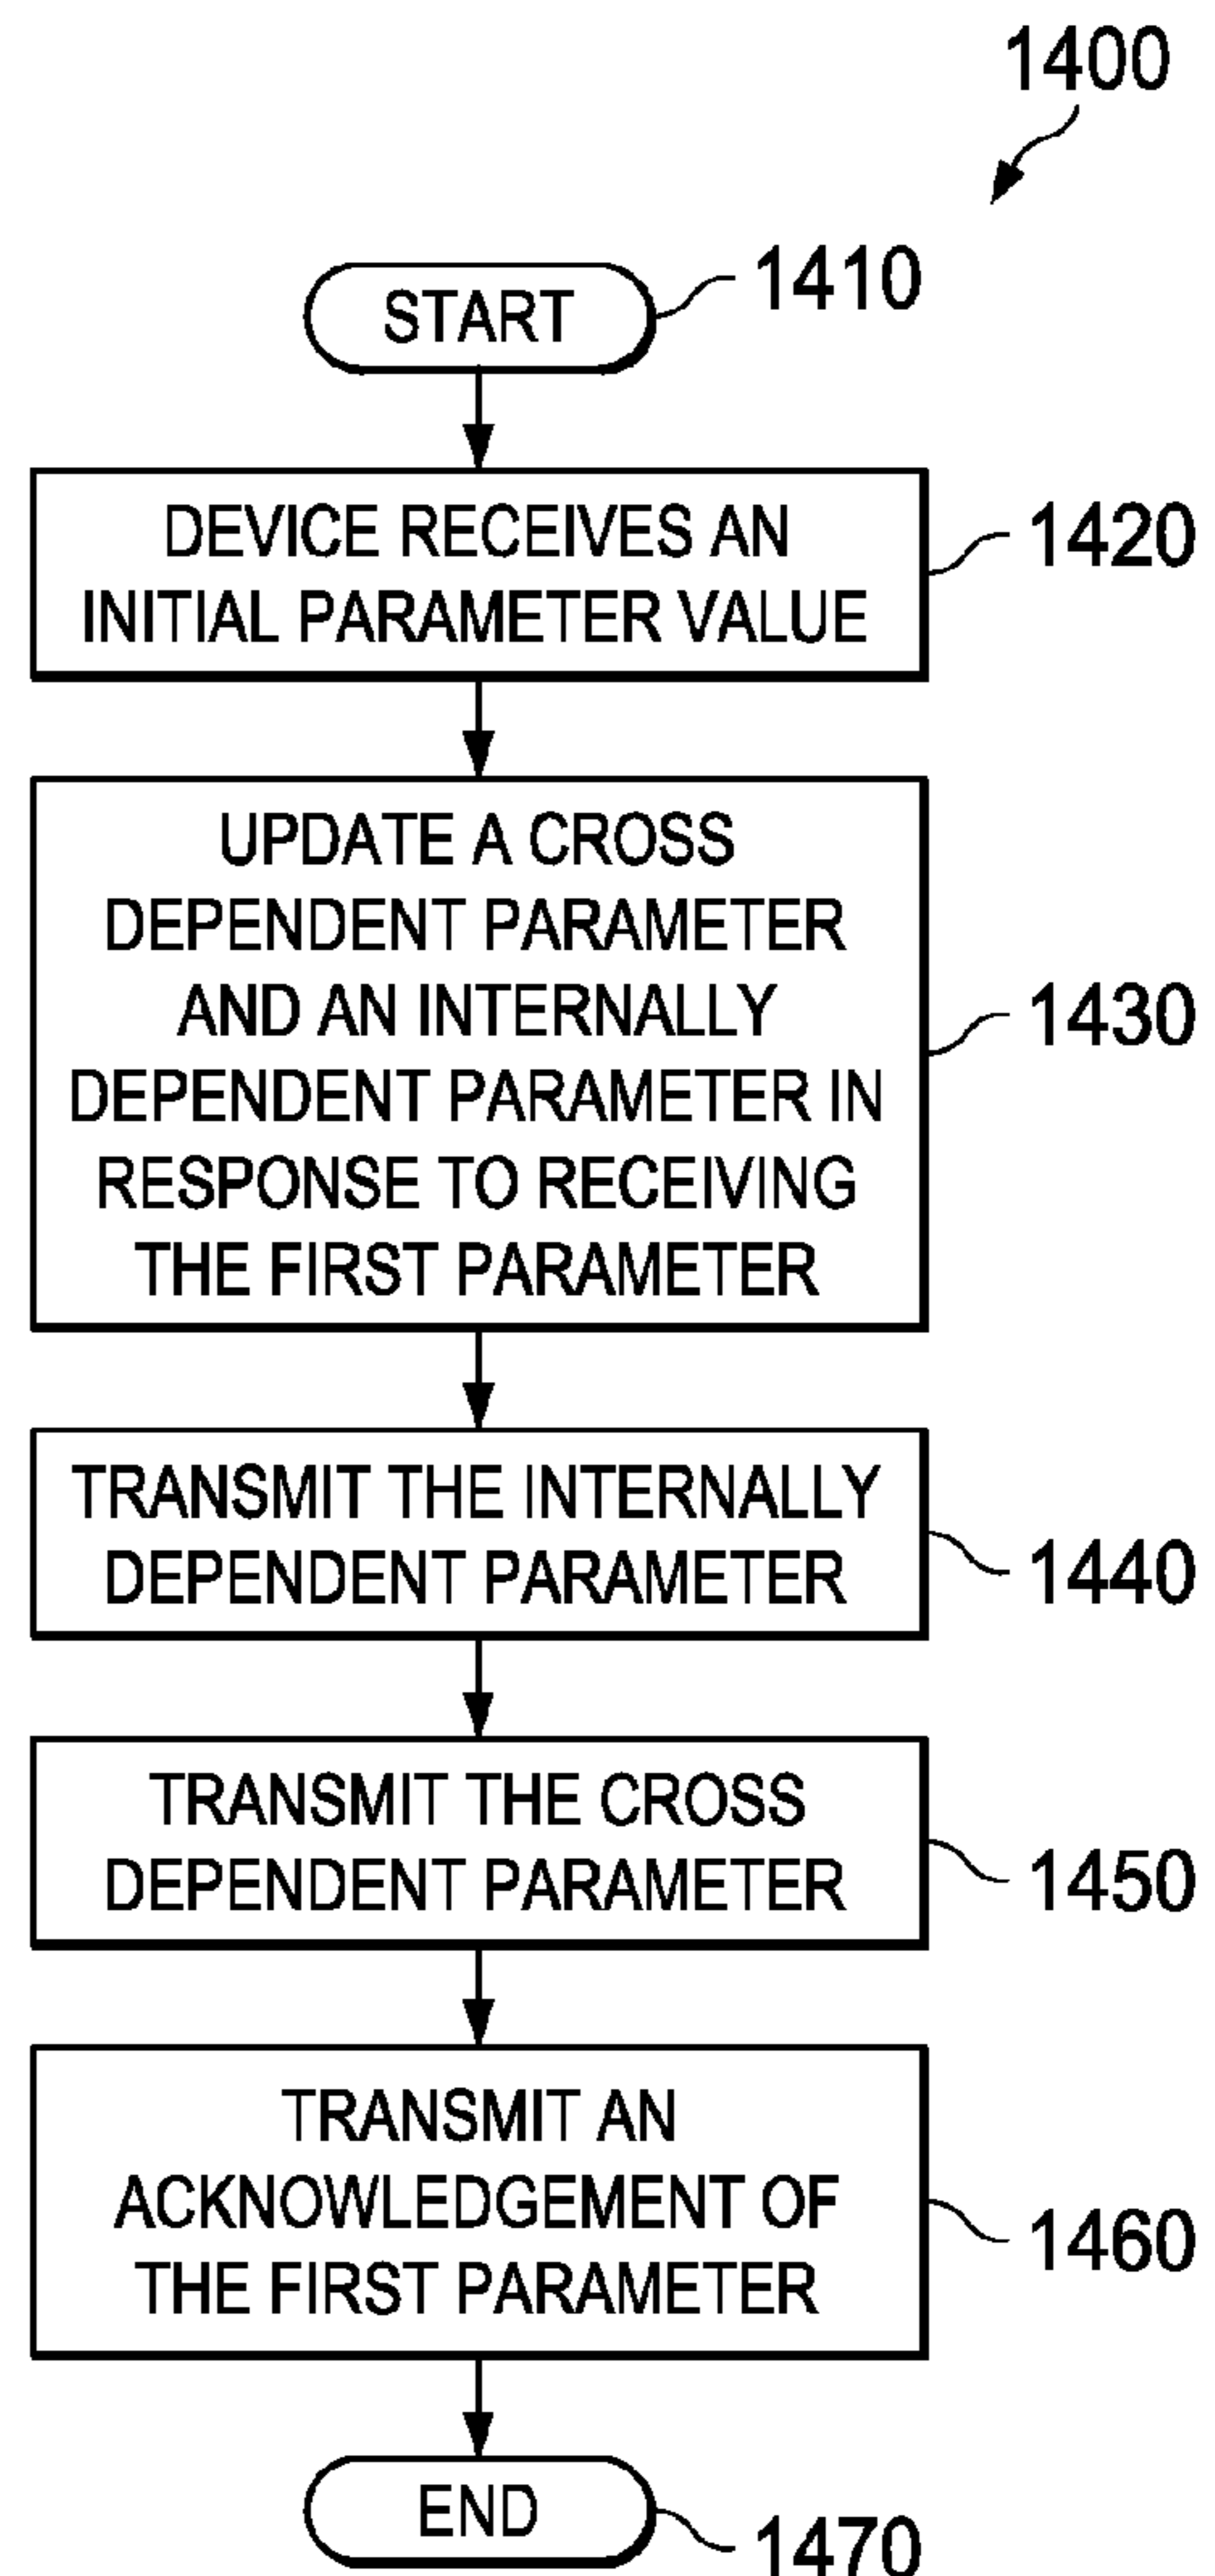 1400
START
1410
DEVICE RECEIVES AN
INITIAL PARAMETER VALUE
1420
UPDATE A CROSS
DEPENDENT PARAMETER
AND AN INTERNALLY
DEPENDENT PARAMETER IN
RESPONSE TO RECEIVING
THE FIRST PARAMETER
1430
TRANSMIT THE INTERNALLY
DEPENDENT PARAMETER
1440
TRANSMIT THE CROSS
DEPENDENT PARAMETER
1450
TRANSMIT AN
ACKNOWLEDGEMENT OF
THE FIRST PARAMETER
1460
END
1470